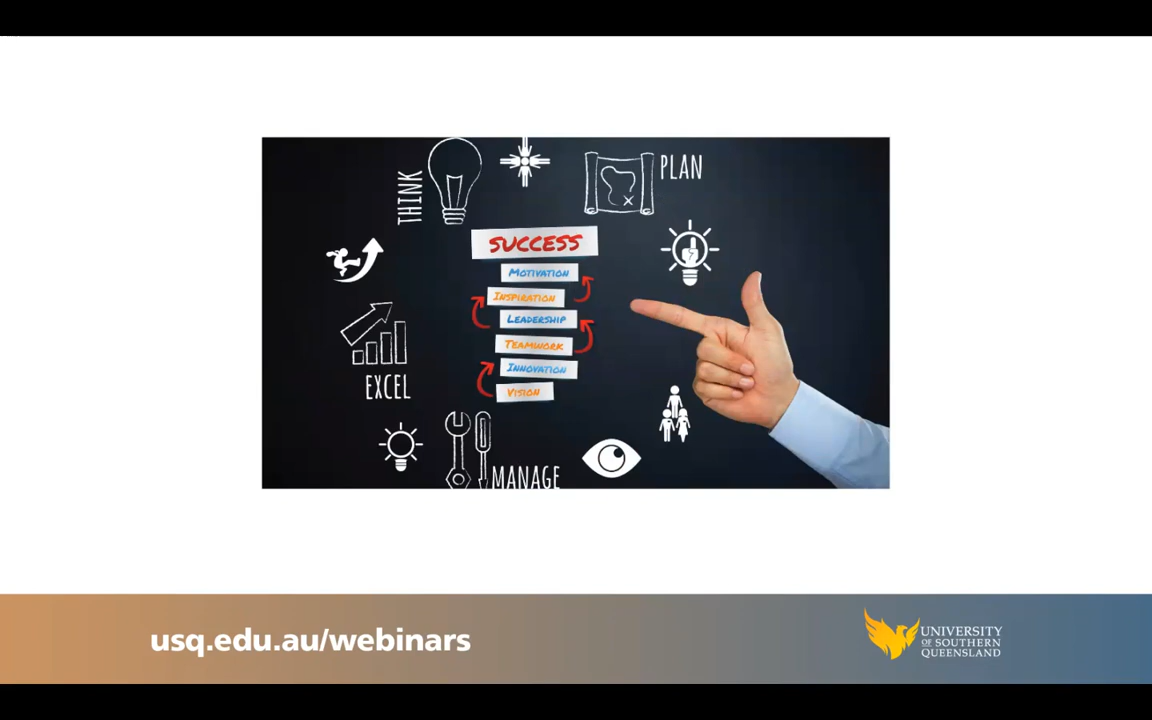 THINK
PLAN
SUCCESS
MOTIVATION
INSPIRATION
LEADERSHIP
TEAMWORK
INNOVATION
VISION
EXCEL
MANAGE
usq.edu.au/webinars
UNIVERSITY
OF SOUTHERN
QUEENSLAND